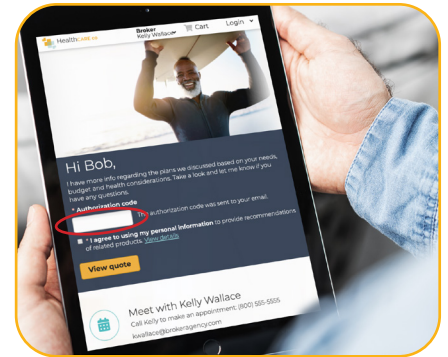 HealthCARE
Broker
Kelly Wallace
Cart
Login
Hi Bob,
I have more info regarding the plans we discussed based on your needs,
budget and health considerations. Take a look and let me know if you
have any questions.
* Authorization code
The authorization code was sent to your email.
* I agree to using my personal information to provide recommendations
of related products. View details
View quote
Meet with Kelly Wallace
Call Kelly to make an appointment. (800) 555-5555.
kwallace@brokeragency.com